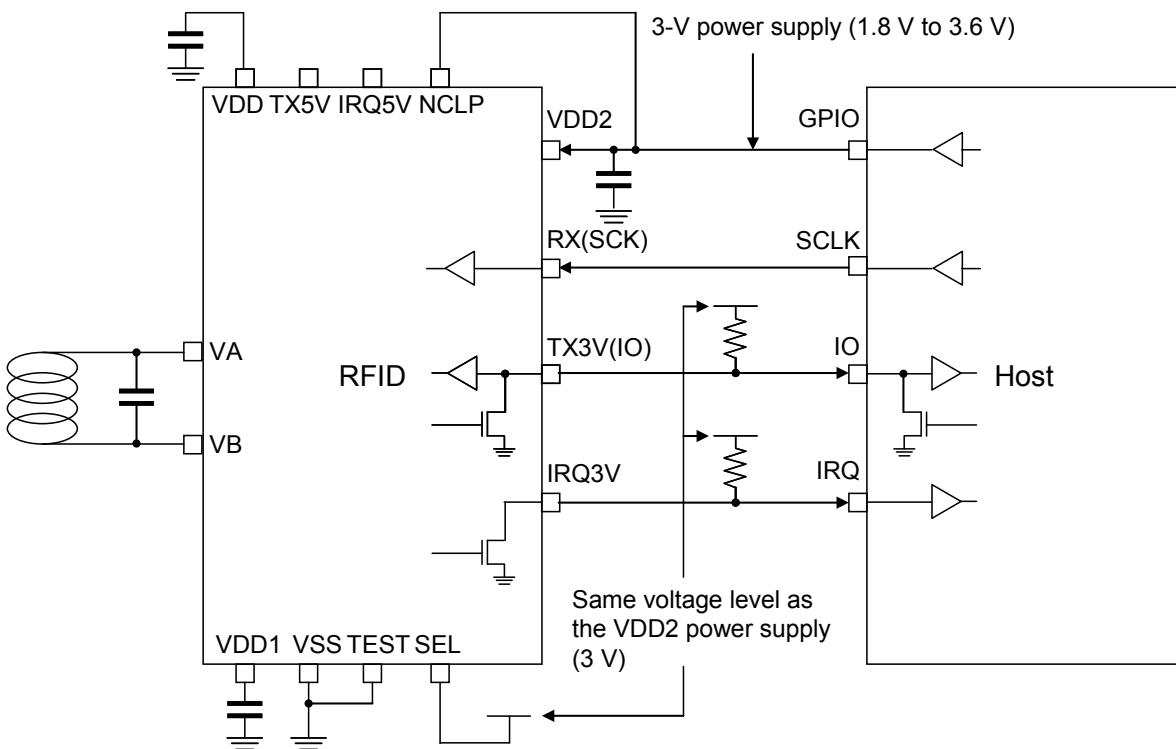 3-V power supply (1.8 V to 3.6 V)
VDD TX5V IRQ5V NCLP
VDD2
GPIO
RX(SCK)
SCLK
VA
TX3V(IO)
IO
RFID
Host
VB
IRQ3V
IRQ
Same voltage level as
the VDD2 power supply
(3 V)
VDD1 VSS TEST SEL